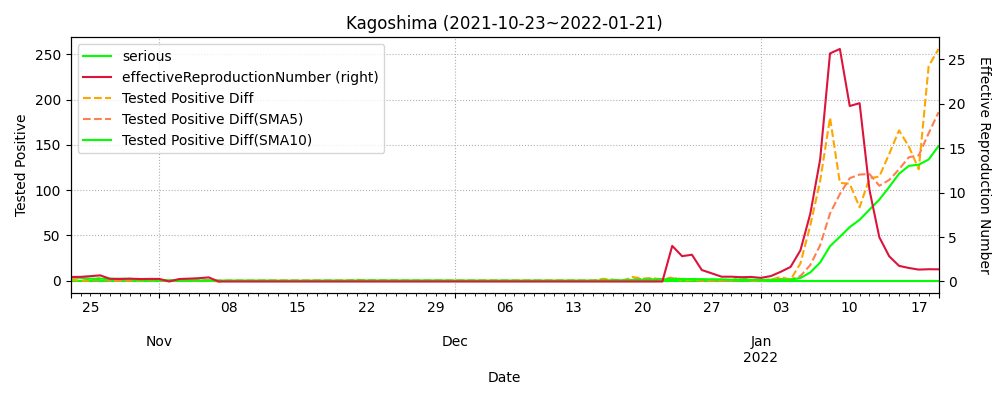 Kagoshima (2021-10-23~2022-01-21)
serious
effectiveReproductionNumber (right)
Tested Positive Diff
Tested Positive Diff(SMA5)
Tested Positive Diff(SMA10)
Tested Positive
250
200
150
100
50
0
Effective Reproduction Number
25
20
15
10
5
0
25 08 15 22 29 06 13 20 27 03 10 17
Nov Dec Jan
2022
Date